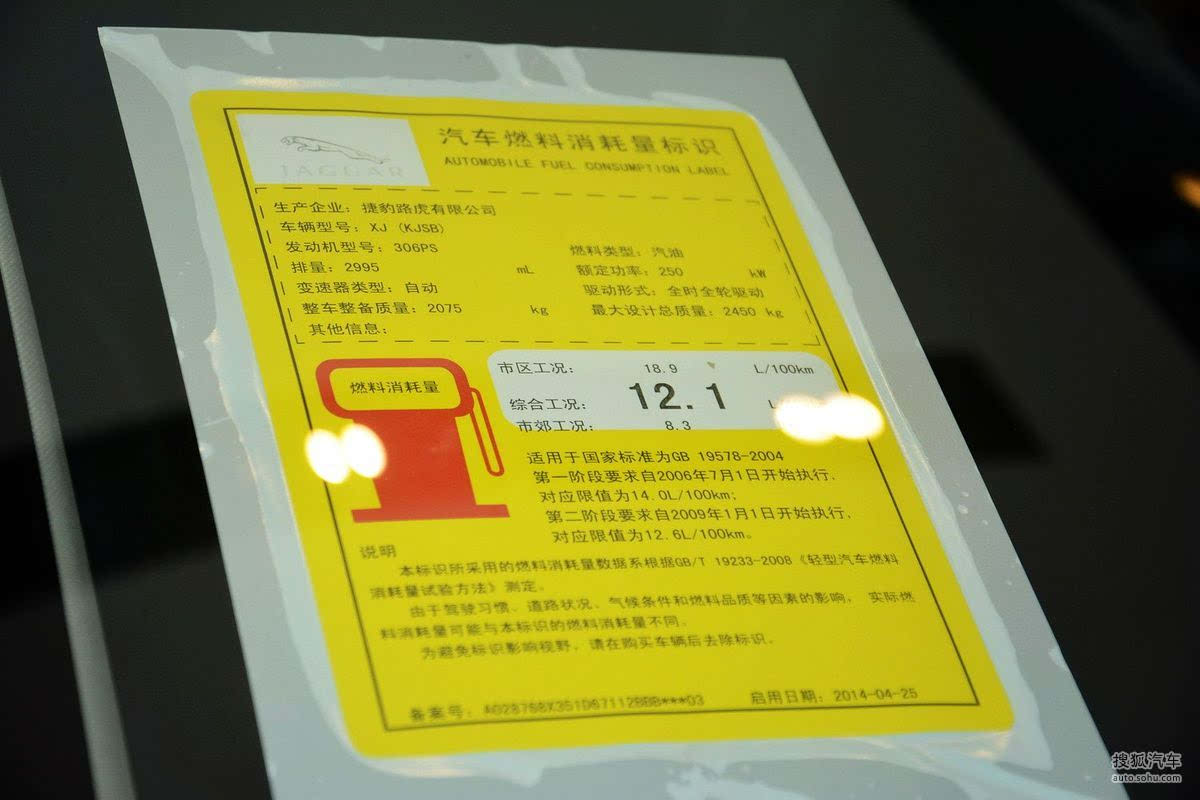 汽车燃料消耗量标识
JAGUAR
AUTOMOBILE FUEL CONSUMPTION LABEL
生产企业: 捷豹路虎有限公司
车辆型号: XJ (KJSB)
发动机型号: 306PS 燃料类型: 汽油
排量: 2995 mL 额定功率: 250 kW
变速器类型: 自动 驱动形式: 全时全轮驱动
整车整备质量: 2075 kg 最大设计总质量: 2450 kg
其他信息:
燃料消耗量
市区工况: 18.9 L/100km
综合工况: 12.1
市郊工况: 8.3
适用于国家标准为GB 19578-2004
第一阶段要求自2006年7月1日开始执行.
对应限值为14.0L/100km;
第二阶段要求自2009年1月1日开始执行.
对应限值为12.6L/100km。
说明
本标识所采用的燃料消耗量数据系根据GB/T 19233-2008《轻型汽车燃料
消耗量试验方法》测定。
由于驾驶习惯、道路状况、气候条件和燃料品质等因素的影响, 实际燃
料消耗量可能与本标识的燃料消耗量不同.
为避免标识影响视野, 请在购买车辆后去除标识.
备案号: 启用日期: 2014-04-25
搜狐汽车
auto.sohu.com